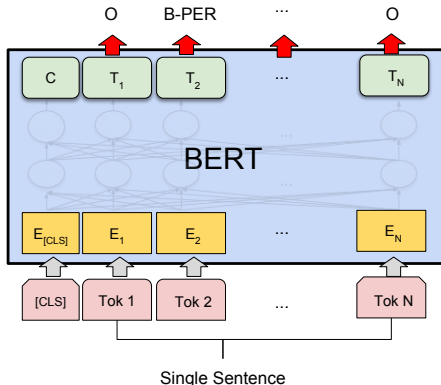 O B-PER ... O
C T1 T2 ... TN
...
BERT
...
E[CLS] E1 E2 ... EN
[CLS] Tok 1 Tok 2 ... Tok N
Single Sentence